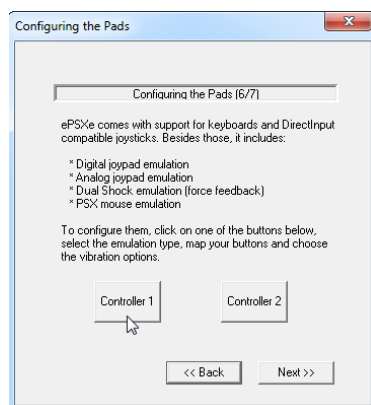 Configuring the Pads
Configuring the Pads (6/7)
ePSXe comes with support for keyboards and DirectInput
compatible joysticks. Besides those, it includes:
* Digital joypad emulation
* Analog joypad emulation
* Dual Shock emulation (force feedback)
* PSX mouse emulation
To configure them, click on one of the buttons below,
select the emulation type, map your buttons and choose
the vibration options.
Controller 1
Controller 2
<< Back
Next >>